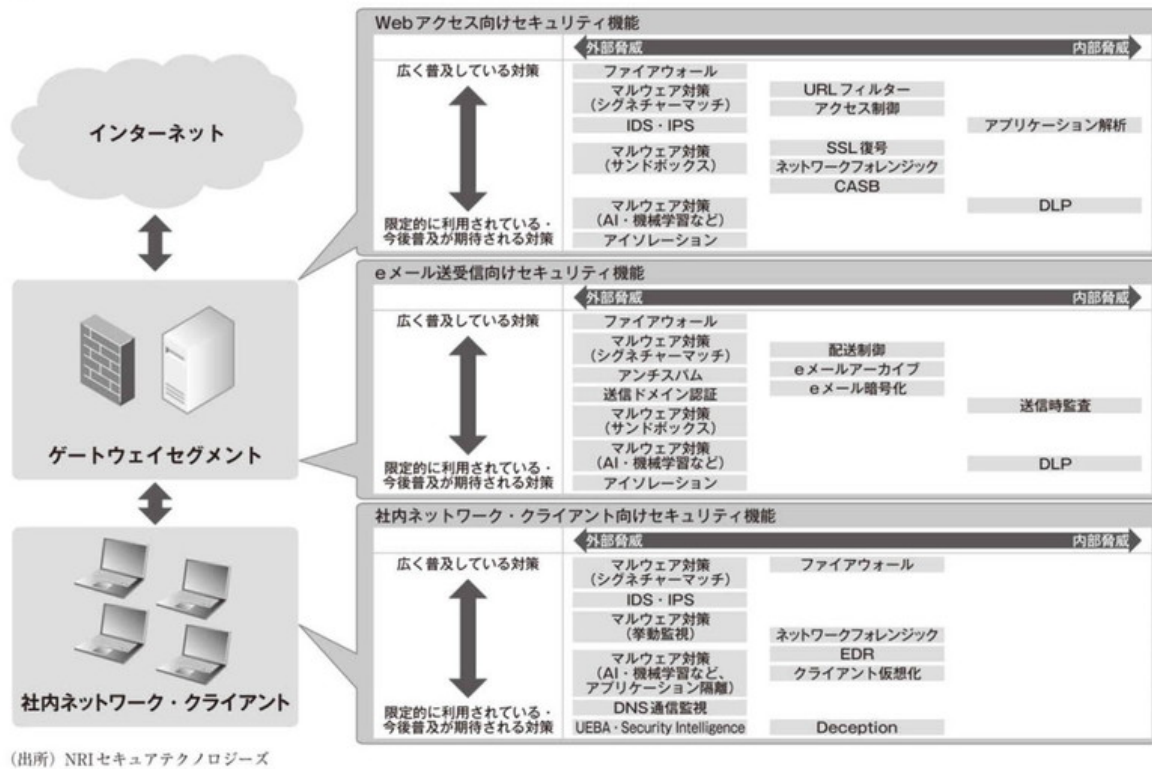 インターネット
ゲートウェイセグメント
社内ネットワーク・クライアント
Webアクセス向けセキュリティ機能
外部脅威
内部脅威
広く普及している対策
限定的に利用されている・
今後普及が期待される対策
ファイアウォール
マルウェア対策
(シグネチャーマッチ)
IDS・IPS
マルウェア対策
(サンドボックス)
マルウェア対策
(AI・機械学習など)
アイソレーション
URLフィルター
アクセス制御
SSL復号
ネットワークフォレンジック
CASB
アプリケーション解析
DLP
eメール送受信向けセキュリティ機能
外部脅威
内部脅威
広く普及している対策
限定的に利用されている・
今後普及が期待される対策
ファイアウォール
マルウェア対策
(シグネチャーマッチ)
アンチスパム
送信ドメイン認証
マルウェア対策
(サンドボックス)
マルウェア対策
(AI・機械学習など)
アイソレーション
配送制御
eメールアーカイブ
eメール暗号化
送信時監査
DLP
社内ネットワーク・クライアント向けセキュリティ機能
外部脅威
内部脅威
広く普及している対策
限定的に利用されている・
今後普及が期待される対策
マルウェア対策
(シグネチャーマッチ)
IDS・IPS
マルウェア対策
(挙動監視)
マルウェア対策
(AI・機械学習など、
アプリケーション隔離)
DNS通信監視
UEBA・Security Intelligence
ファイアウォール
ネットワークフォレンジック
EDR
クライアント仮想化
Deception
(出所)NRIセキュアテクノロジーズ